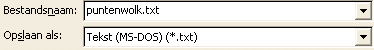 Bestandsnaam: puntenwolk.txt
Opslaan als: Tekst (MS-DOS) (*.txt)